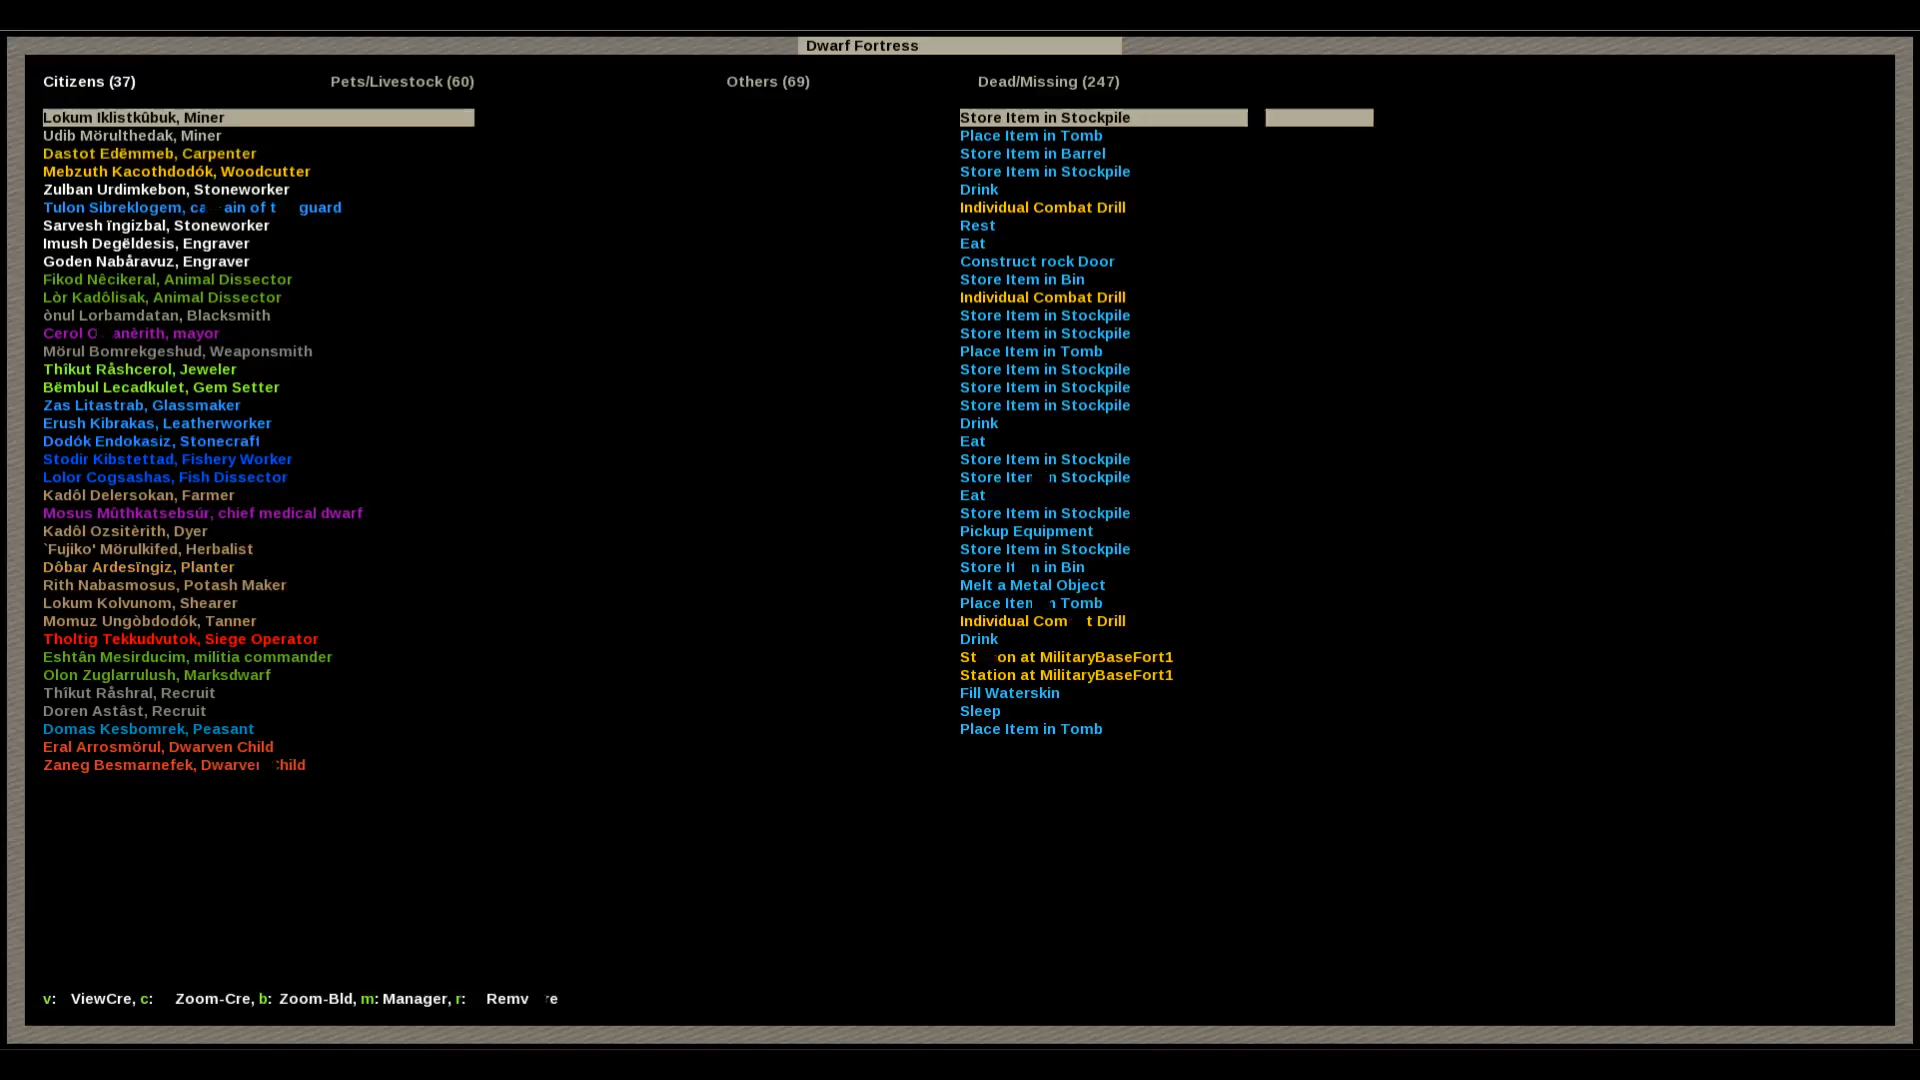 Dwarf Fortress
Citizens (37) Pets/Livestock (60) Others (69) Dead/Missing (247)
Lokum Iklistkûbuk, Miner Store Item in Stockpile
Udib Mörulthedak, Miner Place Item in Tomb
Dastot Edëmmeb, Carpenter Store Item in Barrel
Mebzuth Kacothdodók, Woodcutter Store Item in Stockpile
Zulban Urdimkebon, Stoneworker Drink
Tulon Sibreklogem, of guard Individual Combat Drill
Sarvesh ïngizbal, Stoneworker Rest
Imush Degëldesis, Engraver Eat
Goden Nabåravuz, Engraver Construct rock Door
Fikod Nêcikeral, Animal Dissector Store Item in Bin
Lòr Kadôlisak, Animal Dissector Individual Combat Drill
ònul Lorbamdatan, Blacksmith Store Item in Stockpile
Cerol mayor Store Item in Stockpile
Mörul Bomrekgeshud, Weaponsmith Place Item in Tomb
Thîkut Råshcerol, Jeweler Store Item in Stockpile
Bëmbul Lecadkulet, Gem Setter Store Item in Stockpile
Zas Litastrab, Glassmaker Store Item in Stockpile
Erush Kibrakas, Leatherworker Drink
Dodók Endokasiz, Stonecraft Eat
Stodir Kibstettad, Fishery Worker Store Item in Stockpile
Lolor Cogsashas, Fish Dissector Store Stockpile
Kadôl Delersokan, Farmer Eat
Mosus Mûthkatsebsúr, chief medical dwarf Store Item in Stockpile
Kadôl Ozsitèrith, Dyer Pickup Equipment
`Fujiko' Mörulkifed, Herbalist Store Item in Stockpile
Dôbar Ardesïngiz, Planter Store in Bin
Rith Nabasmosus, Potash Maker Melt a Metal Object
Lokum Kolvunom, Shearer Place Tomb
Momuz Ungòbdodók, Tanner Individual Drill
Tholtig Tekkudvutok, Siege Operator Drink
Eshtân Mesirducim, militia commander at MilitaryBaseFort1
Olon Zuglarrulush, Marksdwarf Station at MilitaryBaseFort1
Thîkut Råshral, Recruit Fill Waterskin
Doren Astâst, Recruit Sleep
Domas Kesbomrek, Peasant Place Item in Tomb
Eral Arrosmörul, Dwarven Child
Zaneg Besmarnefek,
v: ViewCre, c: Zoom-Cre, b: Zoom-Bld, m: Manager, r: